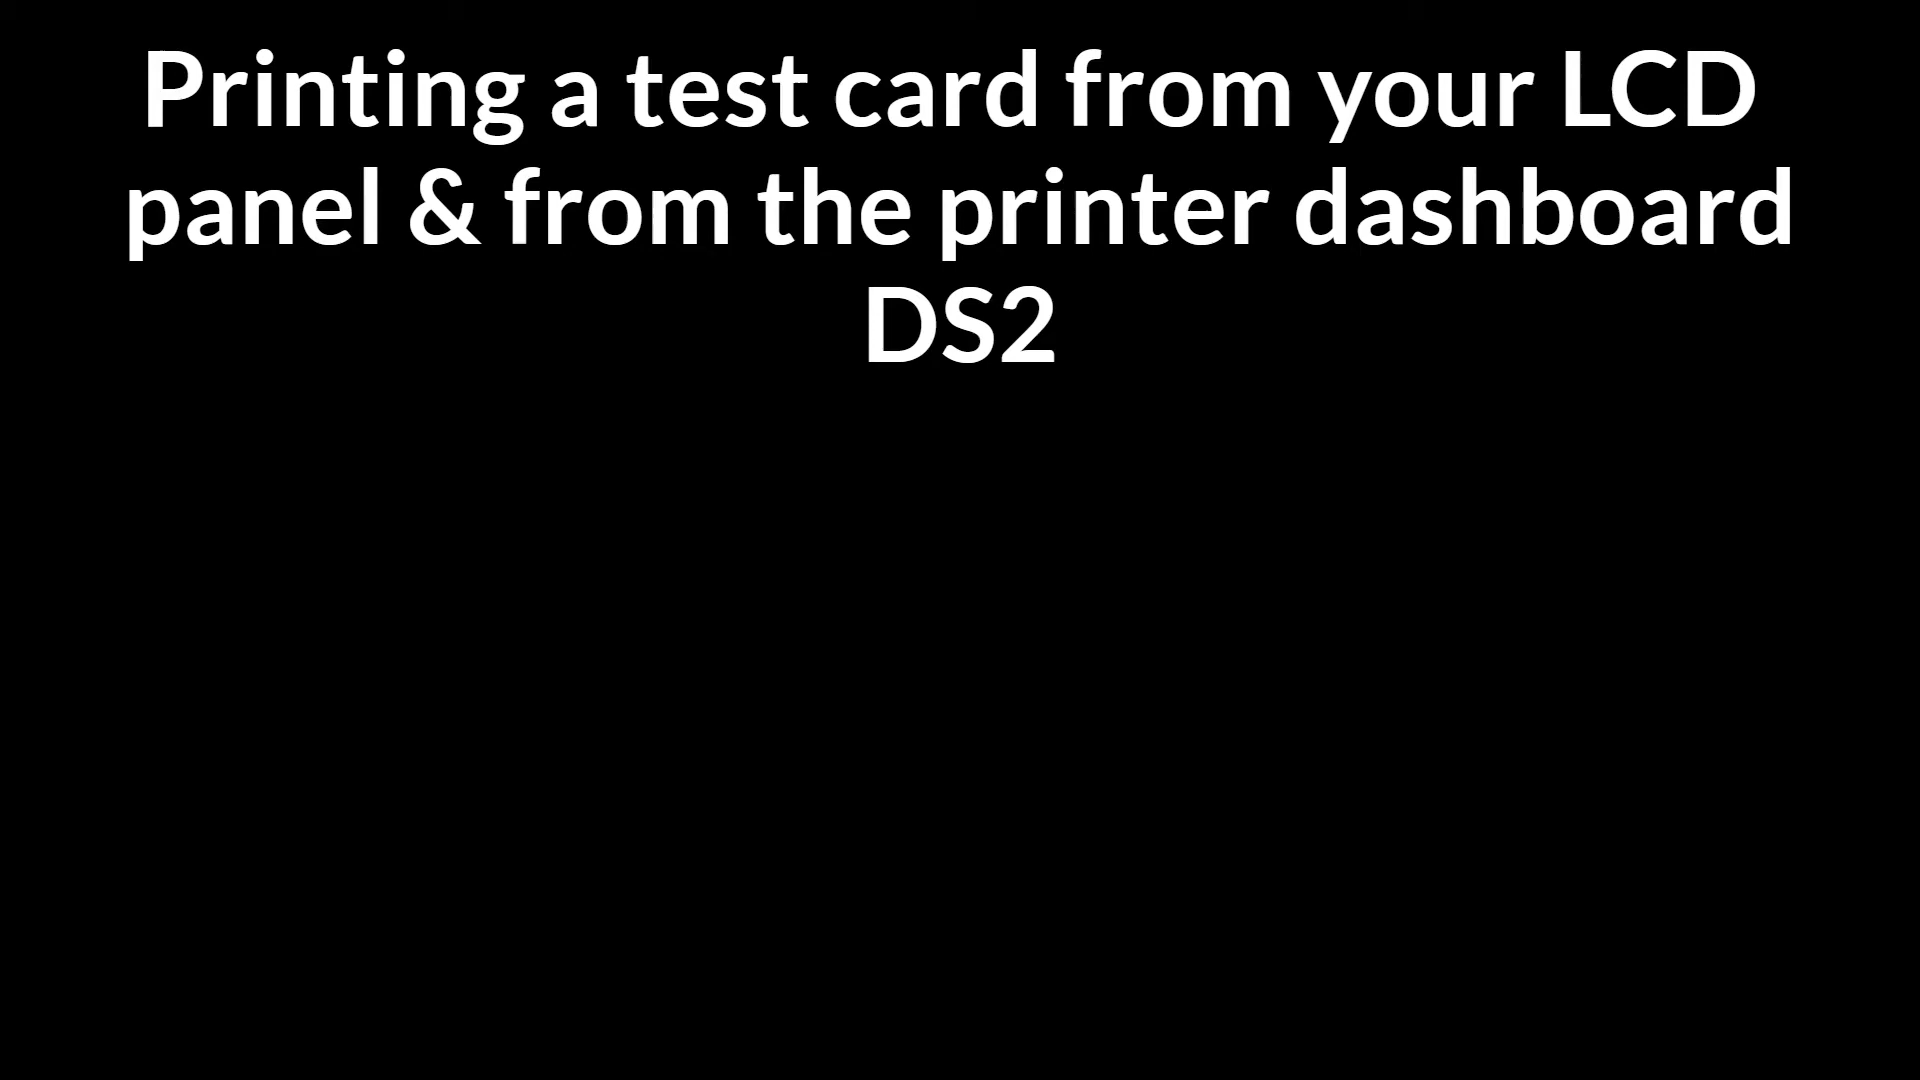 Printing a test card from your LCD
panel & from the printer dashboard
DS2